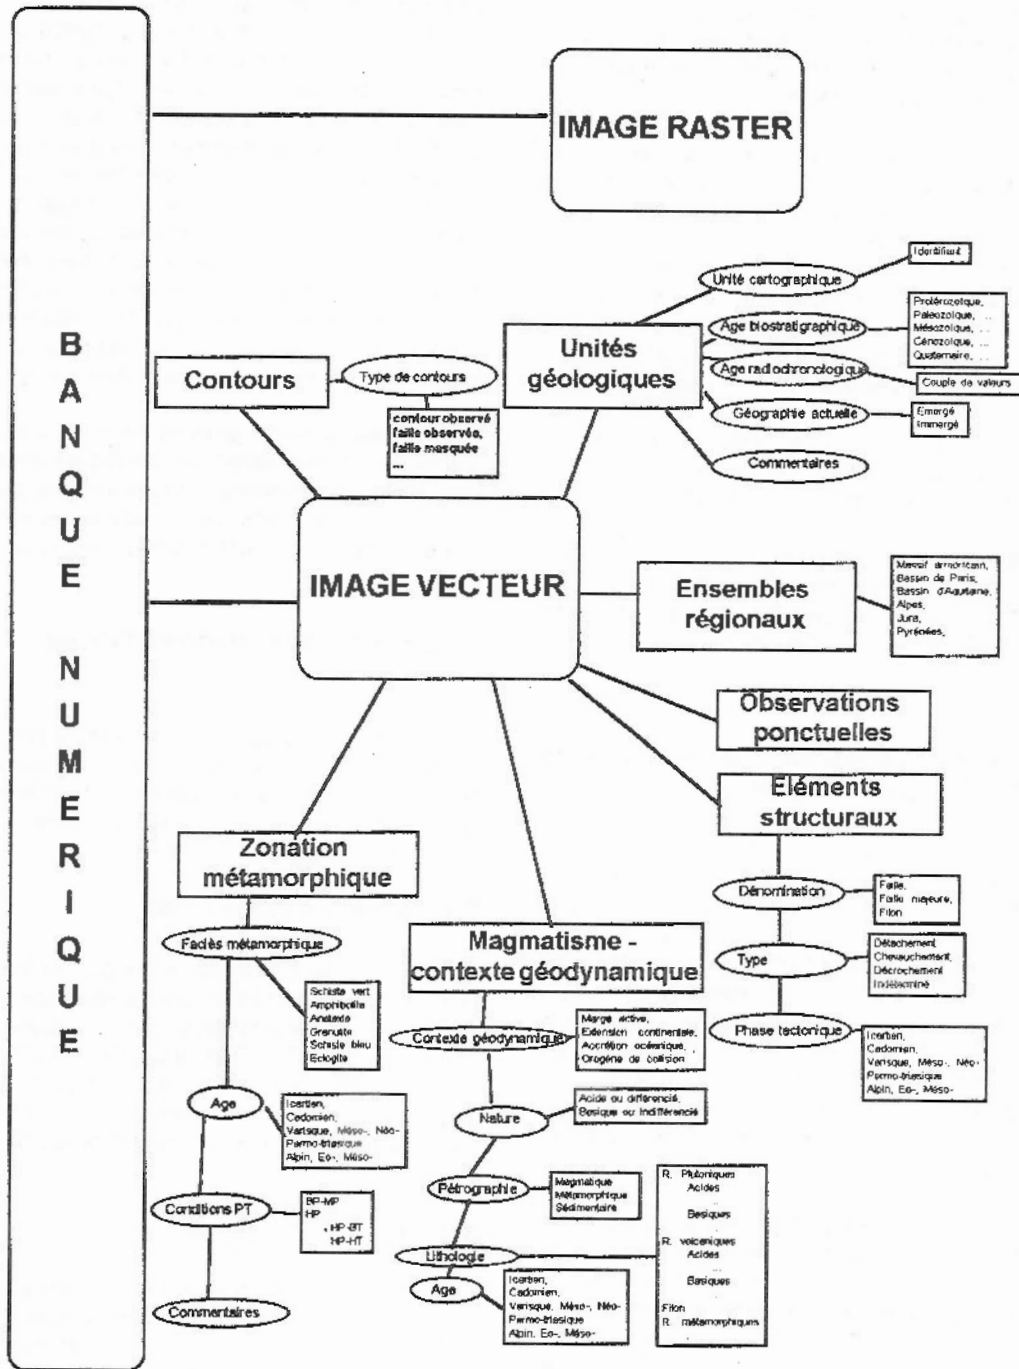 BANQUE NUMERIQUE
IMAGE RASTER
Identifiant
Unité cartographique
Protérozoïque,
Paléozoïque, ...
Mésozoïque, ...
Cénozoïque, ...
Quaternaire, ...
Age biostratigraphique
Unités
géologiques
Contours
Type de contours
Age radiochronologique
Couple de valeurs
contour observé
faille observée,
faille masquée
...
Géographie actuelle
Emergé
Immergé
Commentaires
IMAGE VECTEUR
Ensembles
régionaux
Massif armoricain,
Bassin de Paris,
Bassin d'Aquitaine,
Alpes,
Jura,
Pyrénées,
Observations
ponctuelles
Eléments
structuraux
Dénomination
Faille,
Faille majeure,
Filon
Type
Détachement
Chevauchement,
Décrochement
Indéterminé
Phase tectonique
Icartien,
Cadomien,
Varisque, Méso-, Néo-
Permo-triasique
Alpin, Eo-, Méso-
Zonation
métamorphique
Faciès métamorphique
Schiste vert
Amphibolite
Anatexie
Granulite
Schiste bleu
Eclogite
Age
Icartien,
Cadomien,
Varisque, Méso-, Néo-
Permo-triasique
Alpin, Eo-, Méso-
Conditions PT
BP-MP
HP
HP-BT
HP-HT
Commentaires
Magmatisme -
contexte géodynamique
Contexte géodynamique
Marge active,
Extension continentale,
Accrétion océanique,
Orogène de collision
Nature
Acide ou différencié,
Basique ou Indifférencié
Pétrographie
Magmatique
Métamorphique
Sédimentaire
Lithologie
R. Plutoniques
Acides
...
Basiques
R. volcaniques
Acides
...
Basiques
Filon
R. métamorphiques
Age
Icartien,
Cadomien,
Varisque, Méso-, Néo-
Permo-triasique
Alpin, Eo-, Méso-